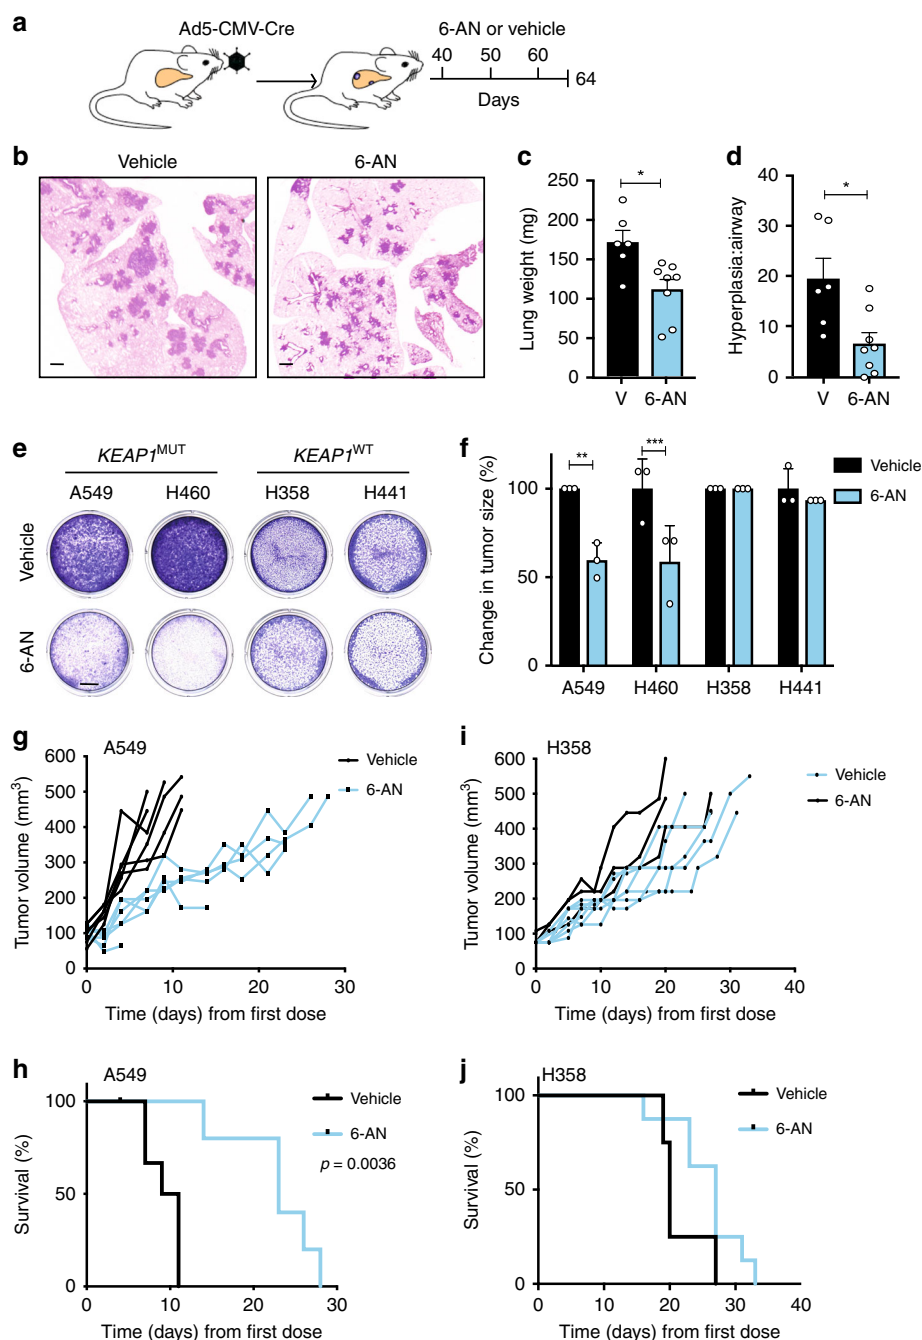 a
Ad5-CMV-Cre
6-AN or vehicle
40 50 60
64
Days
b
Vehicle
6-AN
c
*
Lung weight (mg)
250
200
150
100
50
0
V 6-AN
d
*
Hyperplasia:airway
40
30
20
10
0
V 6-AN
e
KEAP1MUT KEAP1WT
A549 H460 H358 H441
Vehicle
6-AN
f
** ***
Vehicle
6-AN
Change in tumor size (%)
100
50
0
A549 H460 H358 H441
g
A549
Vehicle
6-AN
Tumor volume (mm3)
600
500
400
300
200
100
0
0 10 20 30
Time (days) from first dose
i
H358
Vehicle
6-AN
Tumor volume (mm3)
600
500
400
300
200
100
0
0 10 20 30 40
Time (days) from first dose
h
A549
Vehicle
6-AN
p = 0.0036
Survival (%)
100
50
0
0 10 20 30
Time (days) from first dose
j
H358
Vehicle
6-AN
Survival (%)
100
50
0
0 10 20 30 40
Time (days) from first dose